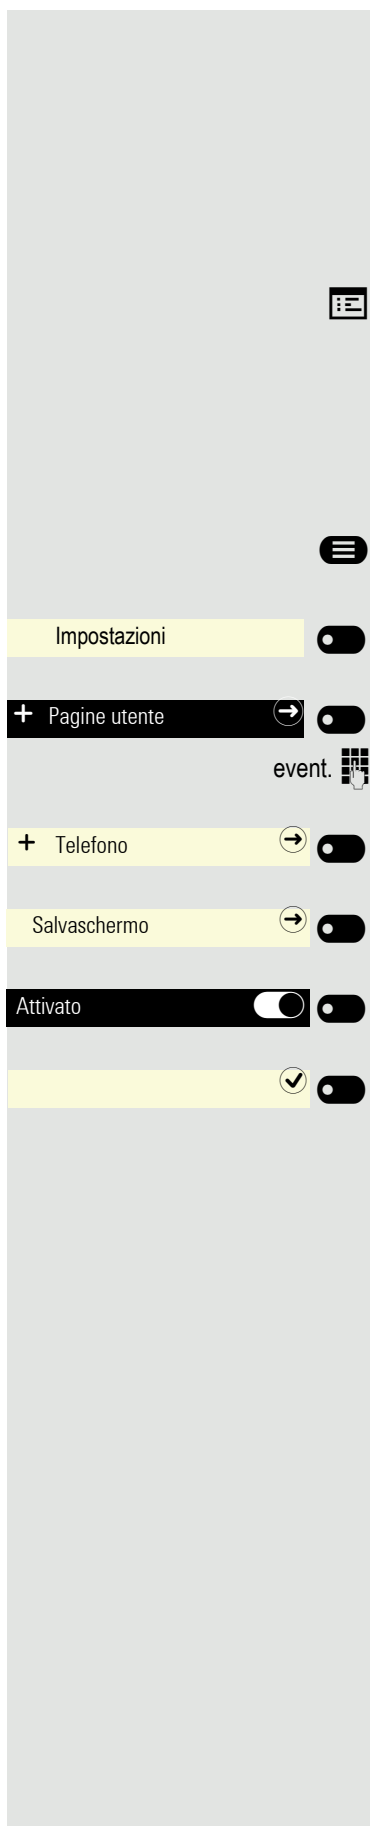 Impostazioni
Pagine utente
event.
Telefono
Salvaschermo
Attivato